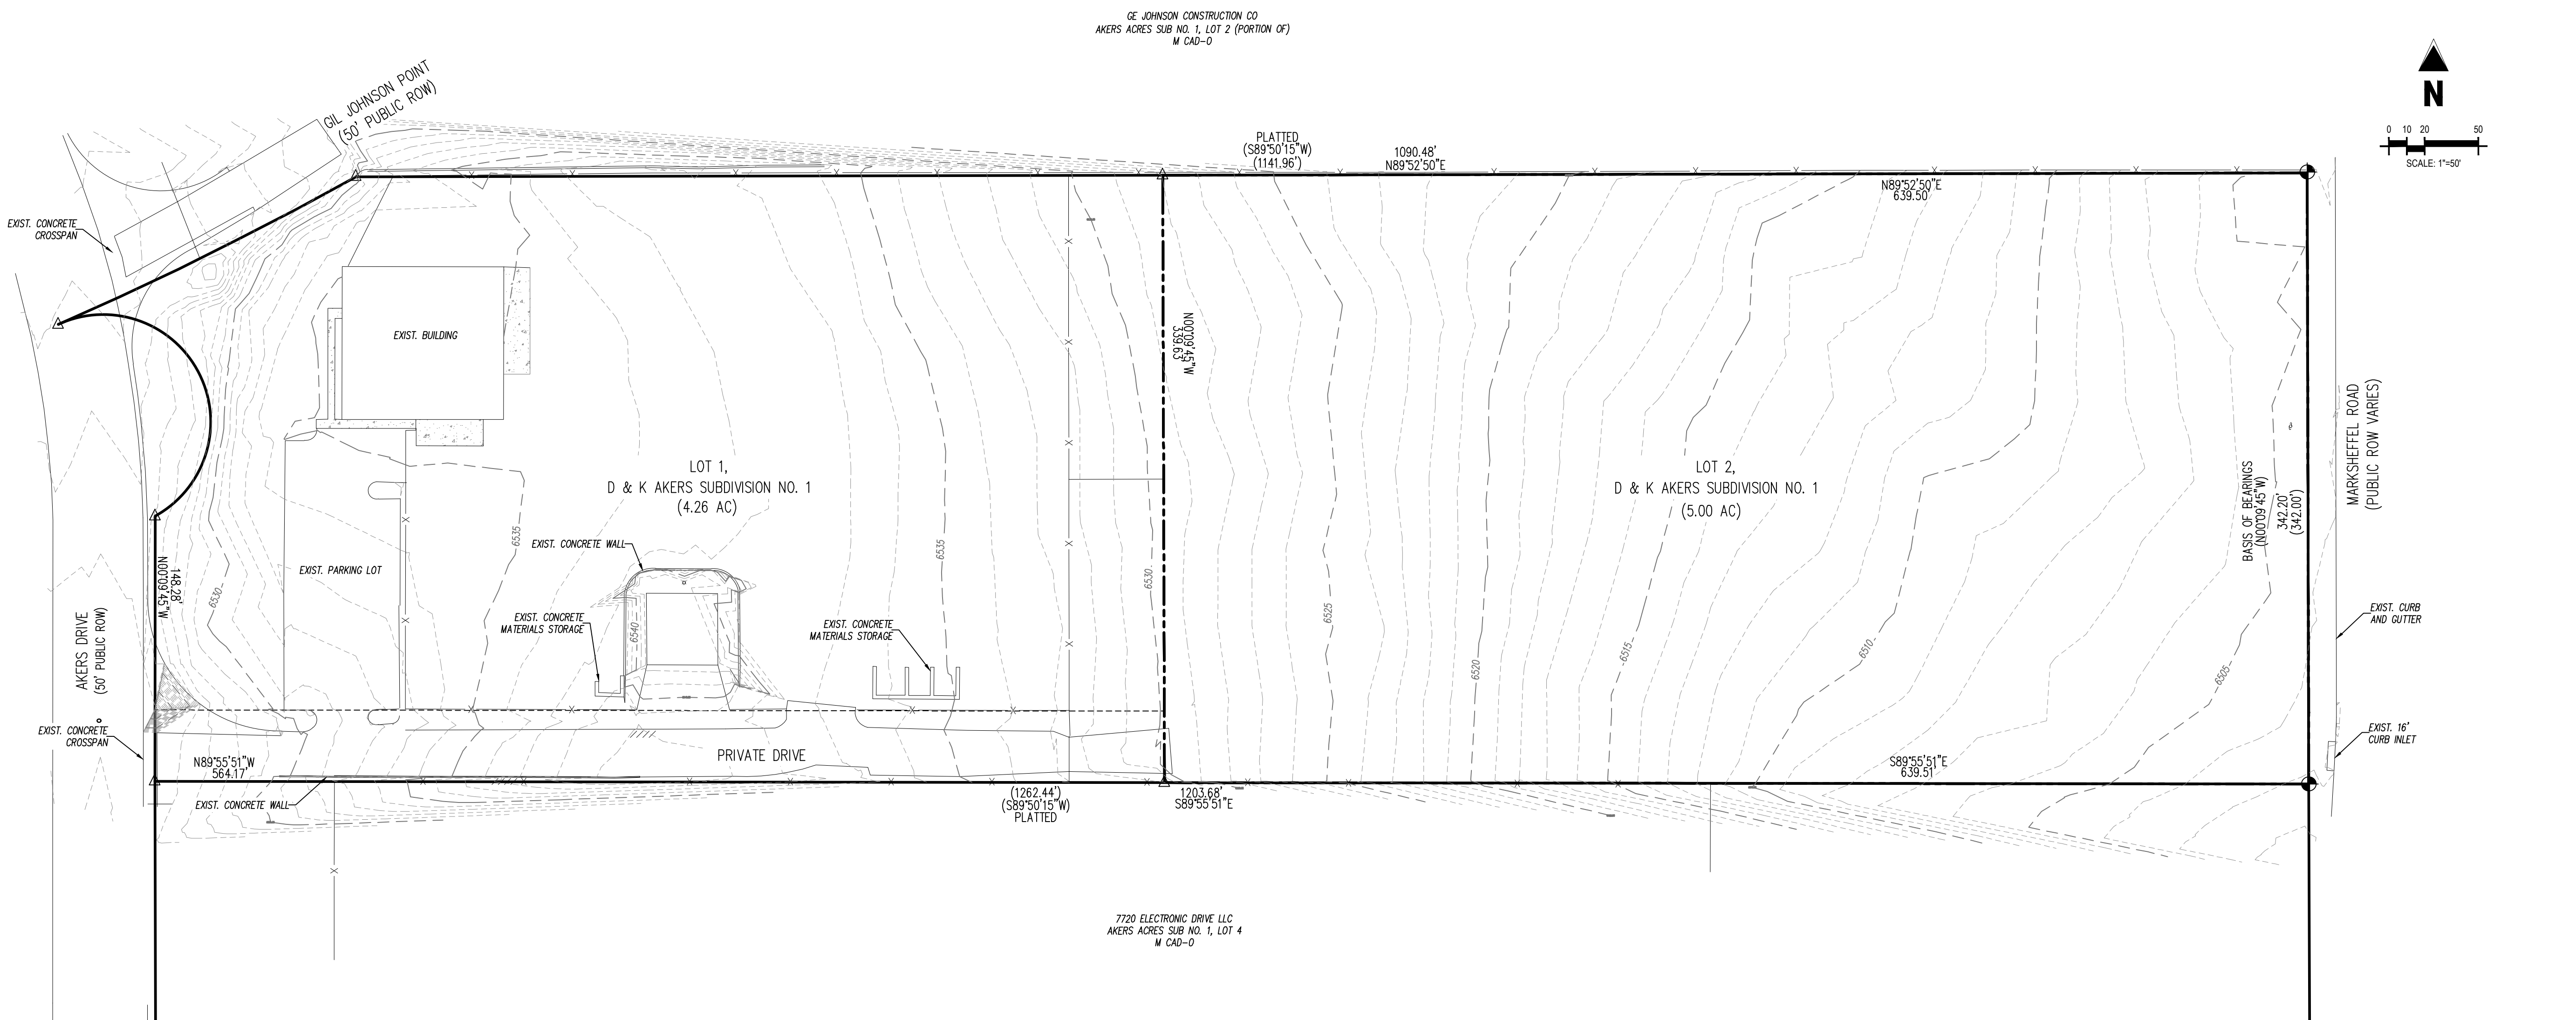 GE JOHNSON CONSTRUCTION CO
AKERS ACRES SUB NO. 1, LOT 2 (PORTION OF)
M CAD-O
N
0 10 20 50
SCALE: 1"=50'
GIL JOHNSON POINT
(50' PUBLIC ROW)
PLATTED
(S89°50'15"W)
(1141.96')
1090.48'
N89°52'50"E
N89°52'50"E
639.50'
EXIST. CONCRETE
CROSSPAN
EXIST. BUILDING
N00°09'45"W
339.63'
MARKSHEFFEL ROAD
(PUBLIC ROW VARIES)
BASIS OF BEARINGS
(N00°09'45"W)
342.20'
(342.00')
LOT 1,
D & K AKERS SUBDIVISION NO. 1
(4.26 AC)
LOT 2,
D & K AKERS SUBDIVISION NO. 1
(5.00 AC)
6535
EXIST. CONCRETE WALL
6535
EXIST. PARKING LOT
148.28'
N00°09'45"W
6530
6530
6525
6520
6515
6510
6505
AKERS DRIVE
(50' PUBLIC ROW)
EXIST. CONCRETE
MATERIALS STORAGE
6540
EXIST. CONCRETE
MATERIALS STORAGE
EXIST. CURB
AND GUTTER
EXIST. CONCRETE
CROSSPAN
EXIST. 16'
CURB INLET
PRIVATE DRIVE
N89°55'51"W
564.17'
S89°55'51"E
639.51'
EXIST. CONCRETE WALL
(1262.44')
(S89°50'15"W)
PLATTED
1203.68'
S89°55'51"E
7720 ELECTRONIC DRIVE LLC
AKERS ACRES SUB NO. 1, LOT 4
M CAD-O